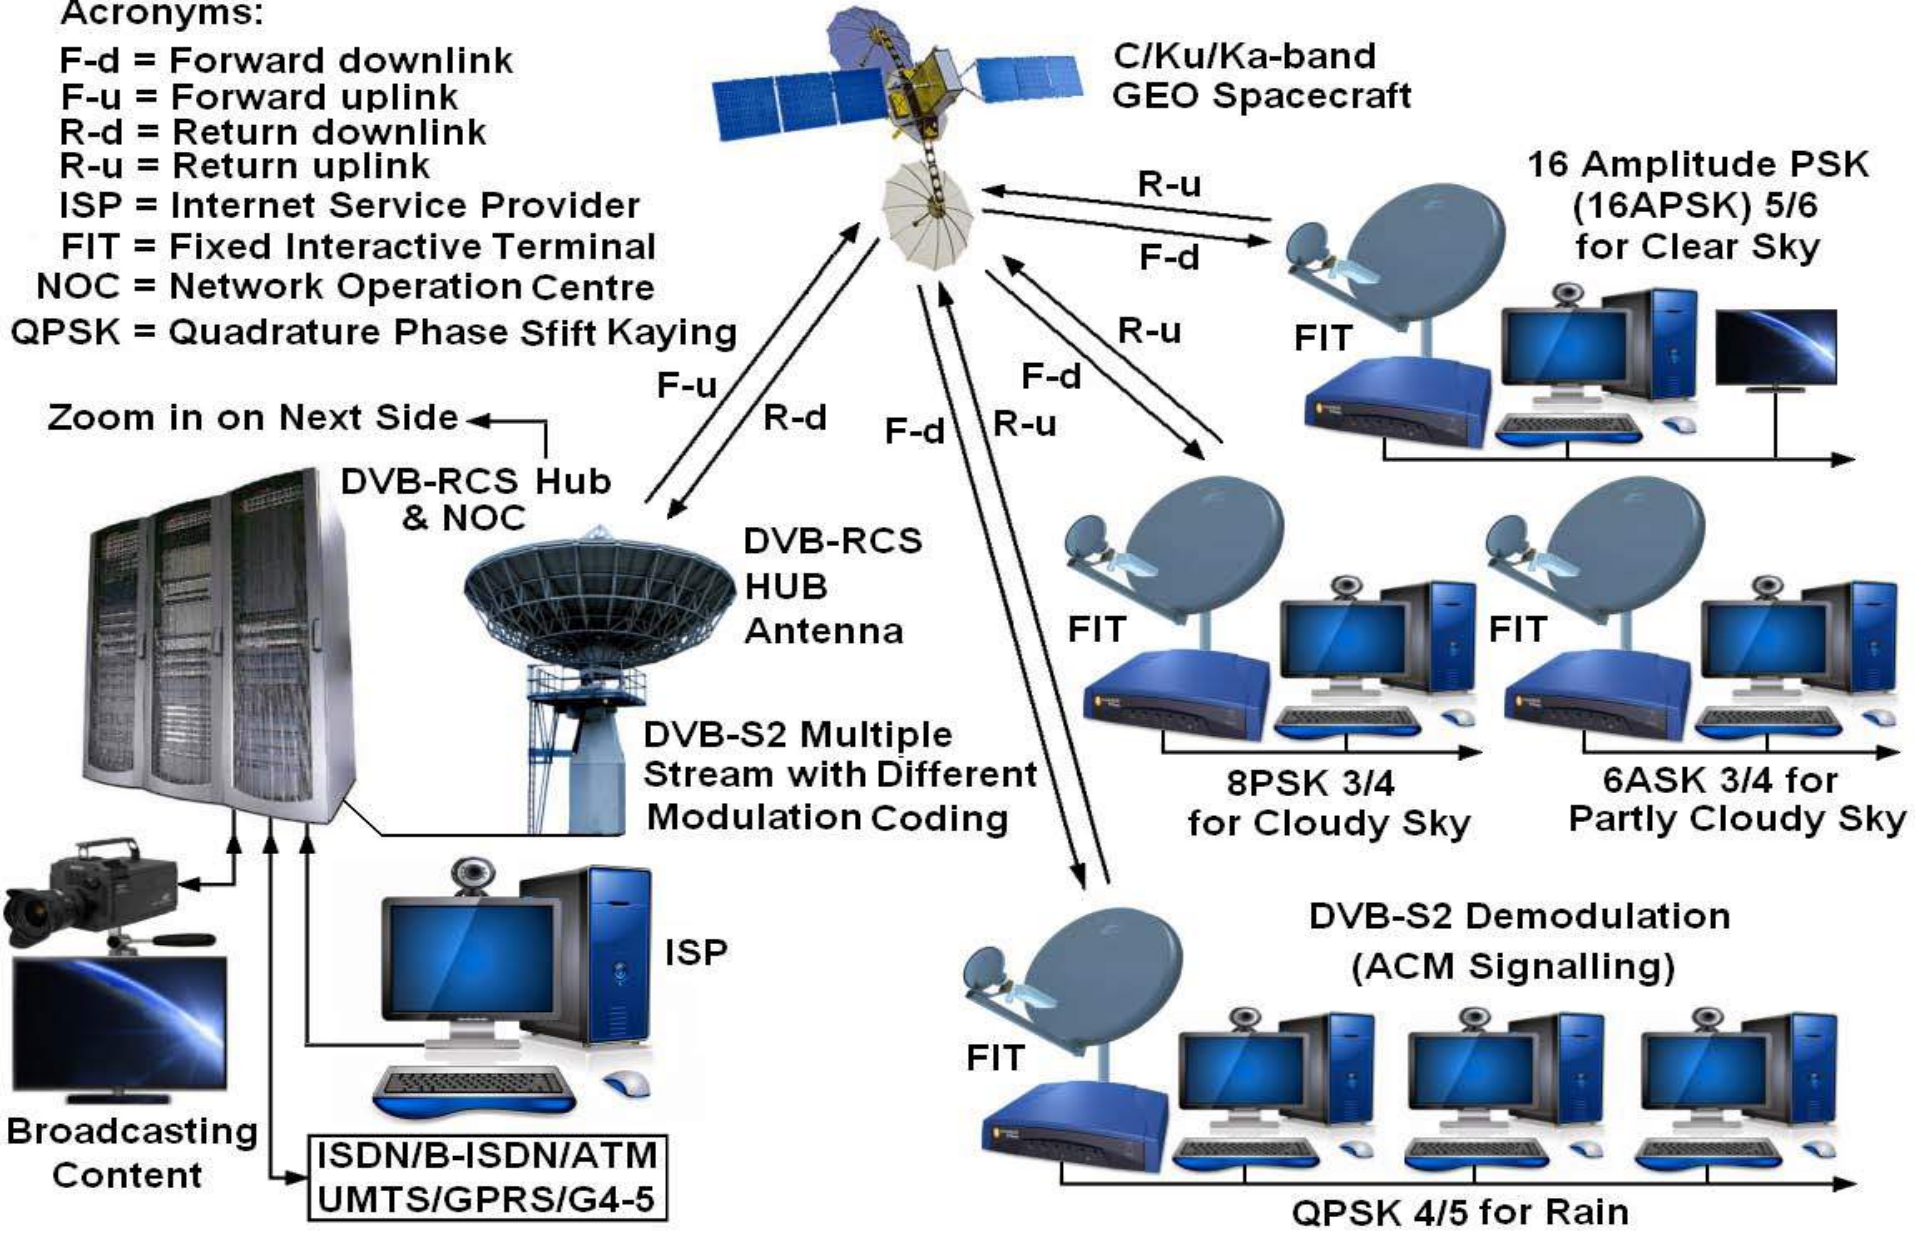 Acronyms:
F-d = Forward downlink
F-u = Forward uplink
R-d = Return downlink
R-u = Return uplink
ISP = Internet Service Provider
FIT = Fixed Interactive Terminal
NOC = Network Operation Centre
QPSK = Quadrature Phase Sfift Kaying
C/Ku/Ka-band
GEO Spacecraft
16 Amplitude PSK
(16APSK) 5/6
for Clear Sky
R-u
F-d
FIT
R-u
F-d
F-u
R-d
F-d
R-u
Zoom in on Next Side
DVB-RCS Hub
& NOC
DVB-RCS
HUB
Antenna
FIT
FIT
DVB-S2 Multiple
Stream with Different
Modulation Coding
8PSK 3/4
for Cloudy Sky
6ASK 3/4 for
Partly Cloudy Sky
ISP
DVB-S2 Demodulation
(ACM Signalling)
FIT
Broadcasting
Content
ISDN/B-ISDN/ATM
UMTS/GPRS/G4-5
QPSK 4/5 for Rain